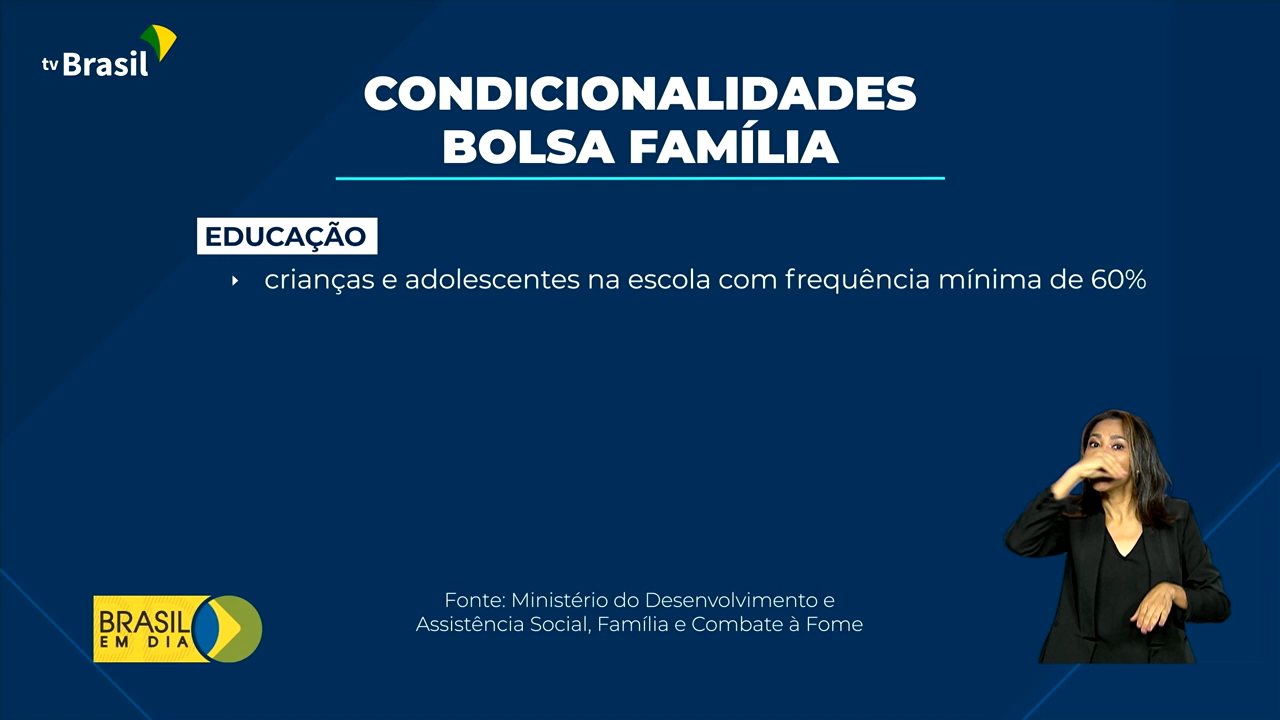 tv Brasil
CONDICIONALIDADES
BOLSA FAMÍLIA
EDUCAÇÃO
‣ crianças e adolescentes na escola com frequência mínima de 60%
Fonte: Ministério do Desenvolvimento e
Assistência Social, Família e Combate à Fome
BRASIL
EM DIA